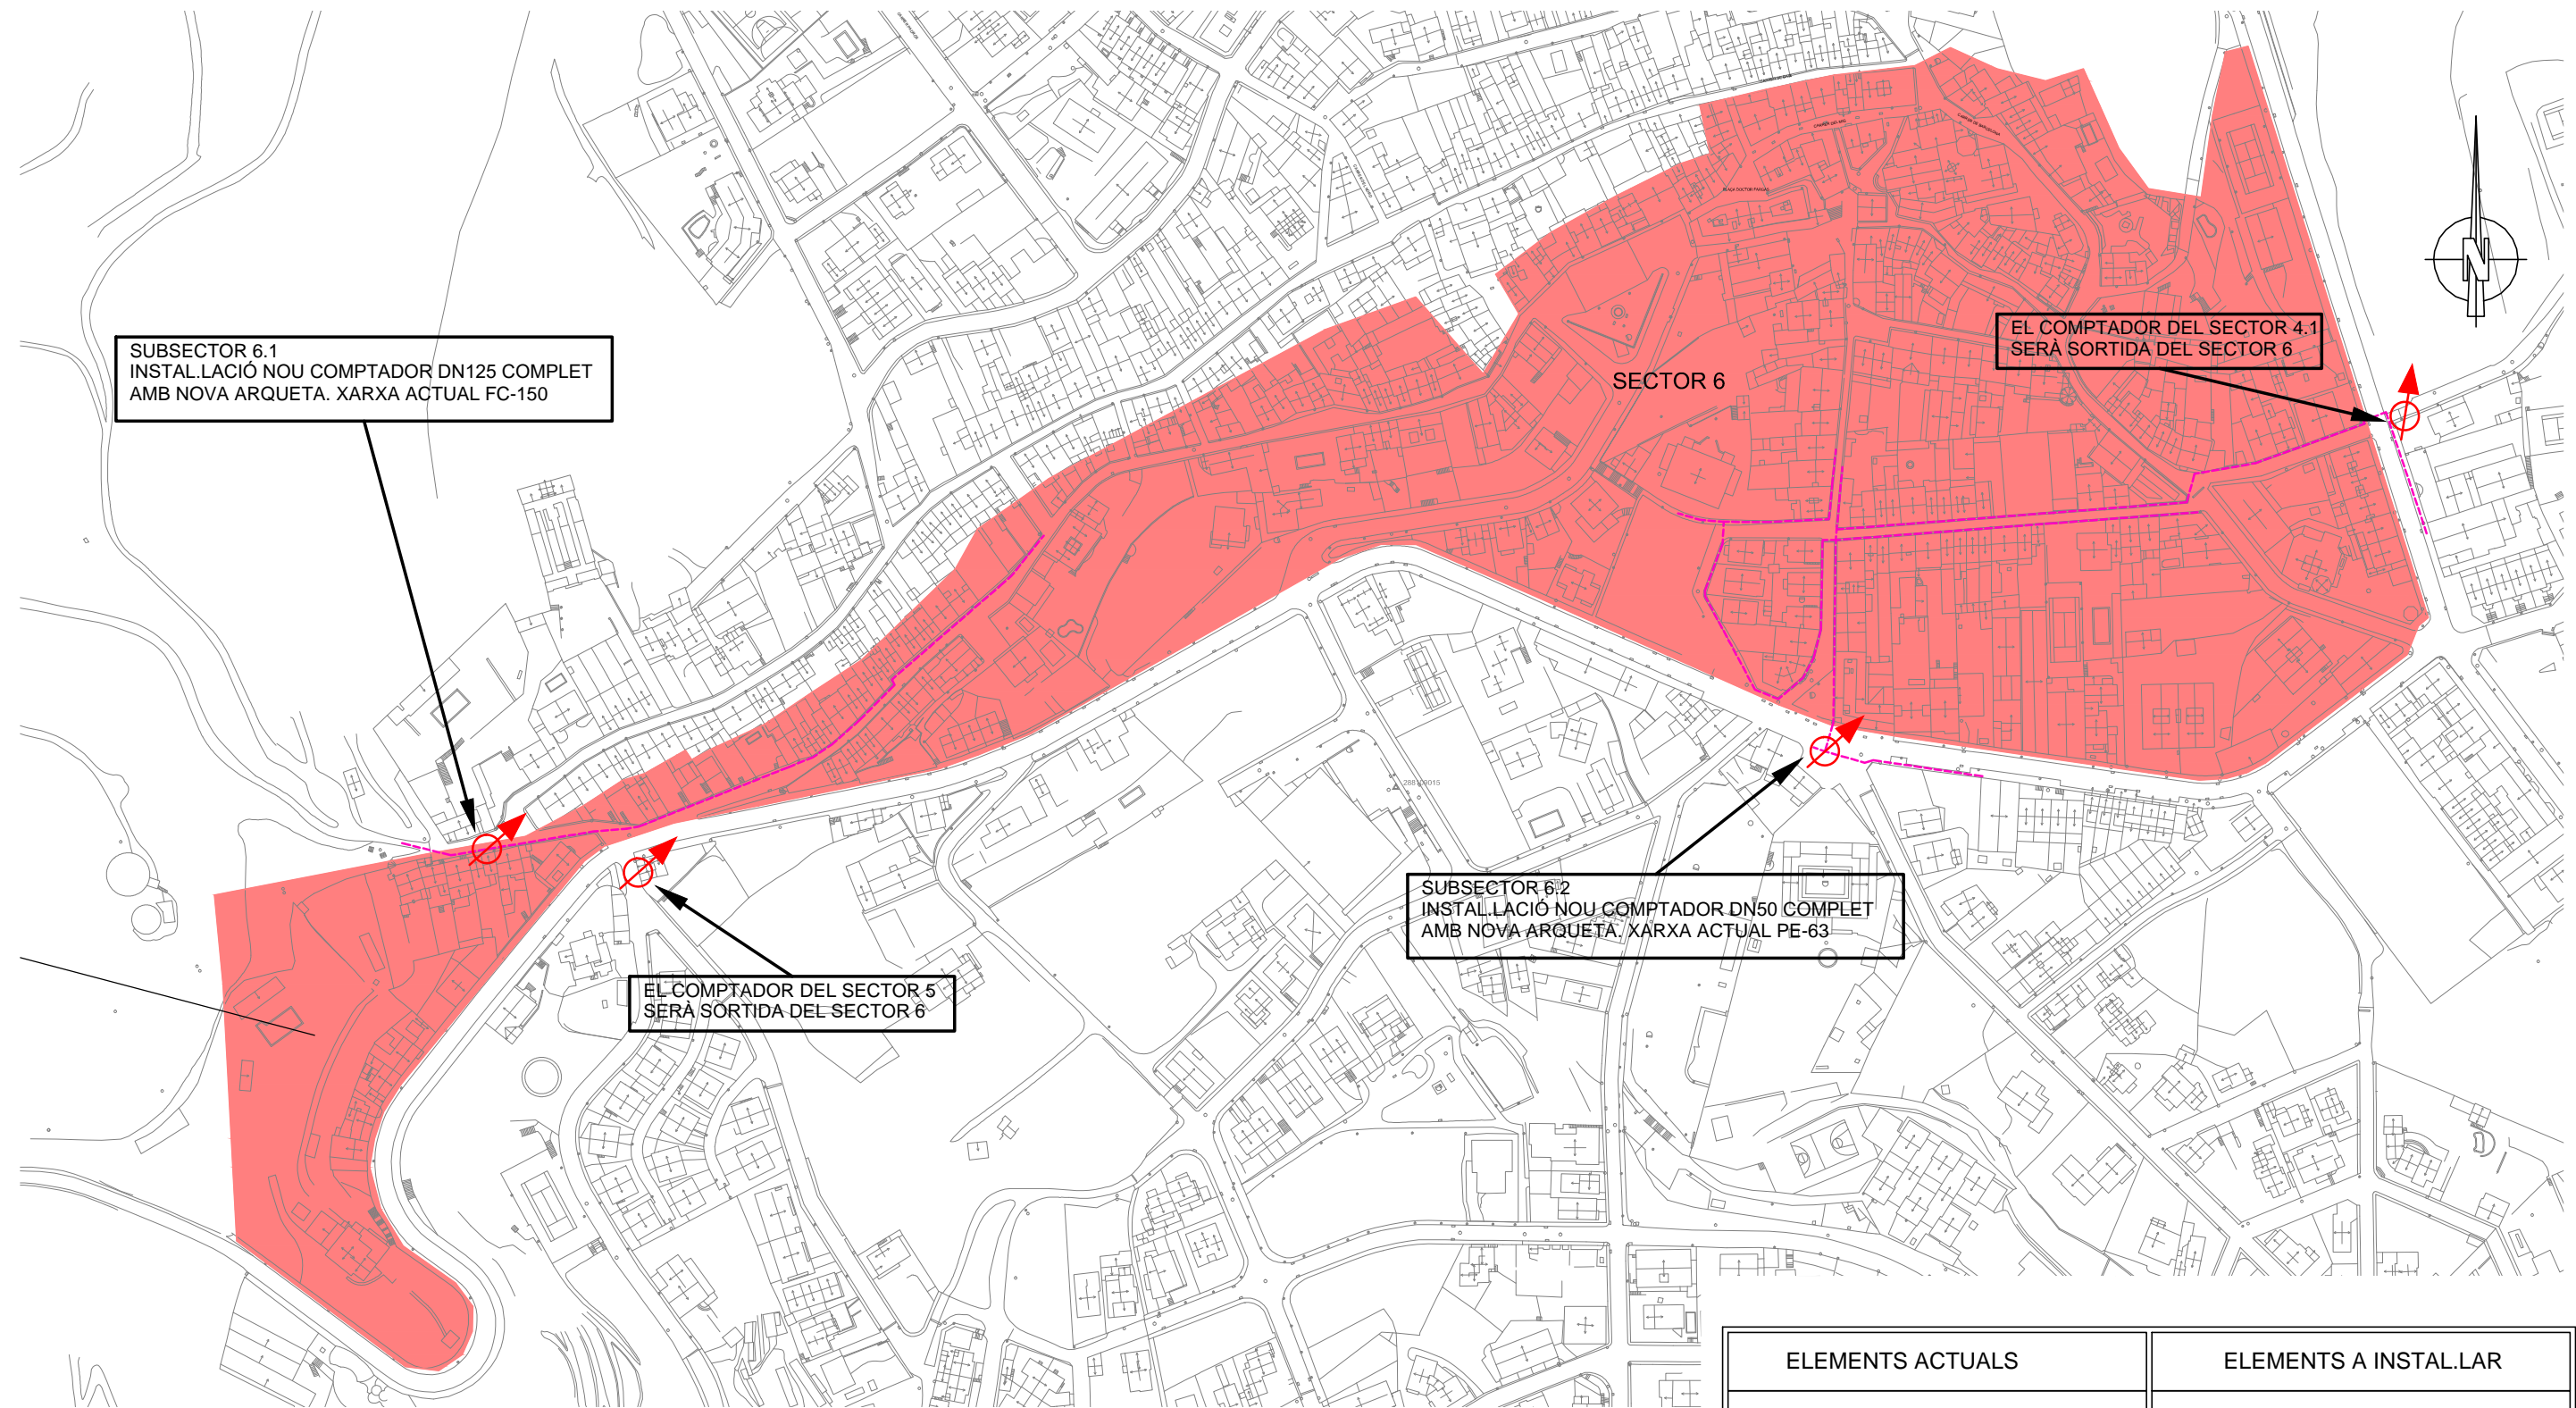 SUBSECTOR 6.1
INSTAL.LACIÓ NOU COMPTADOR DN125 COMPLET
AMB NOVA ARQUETA. XARXA ACTUAL FC-150
EL COMPTADOR DEL SECTOR 4.1
SERÀ SORTIDA DEL SECTOR 6
SECTOR 6
N
SUBSECTOR 6.2
INSTAL.LACIÓ NOU COMPTADOR DN50 COMPLET
AMB NOVA ARQUETA. XARXA ACTUAL PE-63
EL COMPTADOR DEL SECTOR 5
SERÀ SORTIDA DEL SECTOR 6
ELEMENTS ACTUALS
ELEMENTS A INSTAL.LAR